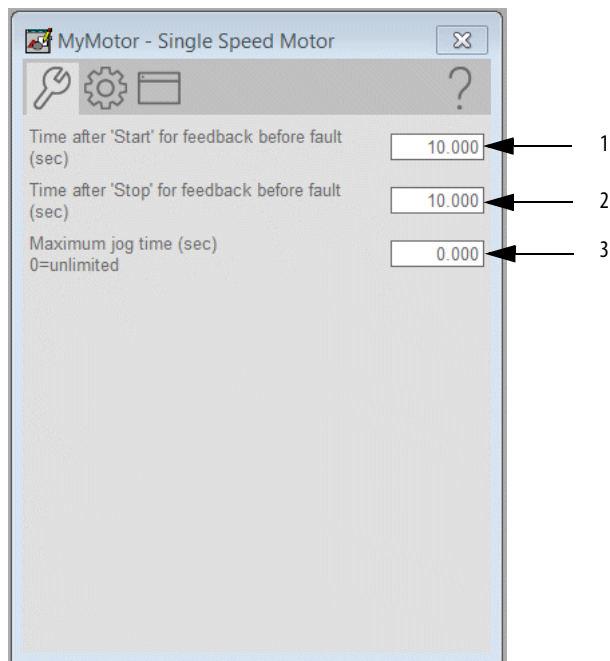 MyMotor - Single Speed Motor
?
Time after 'Start' for feedback before fault
(sec)
10.000
1
Time after 'Stop' for feedback before fault
(sec)
10.000
2
Maximum jog time (sec)
0=unlimited
0.000
3